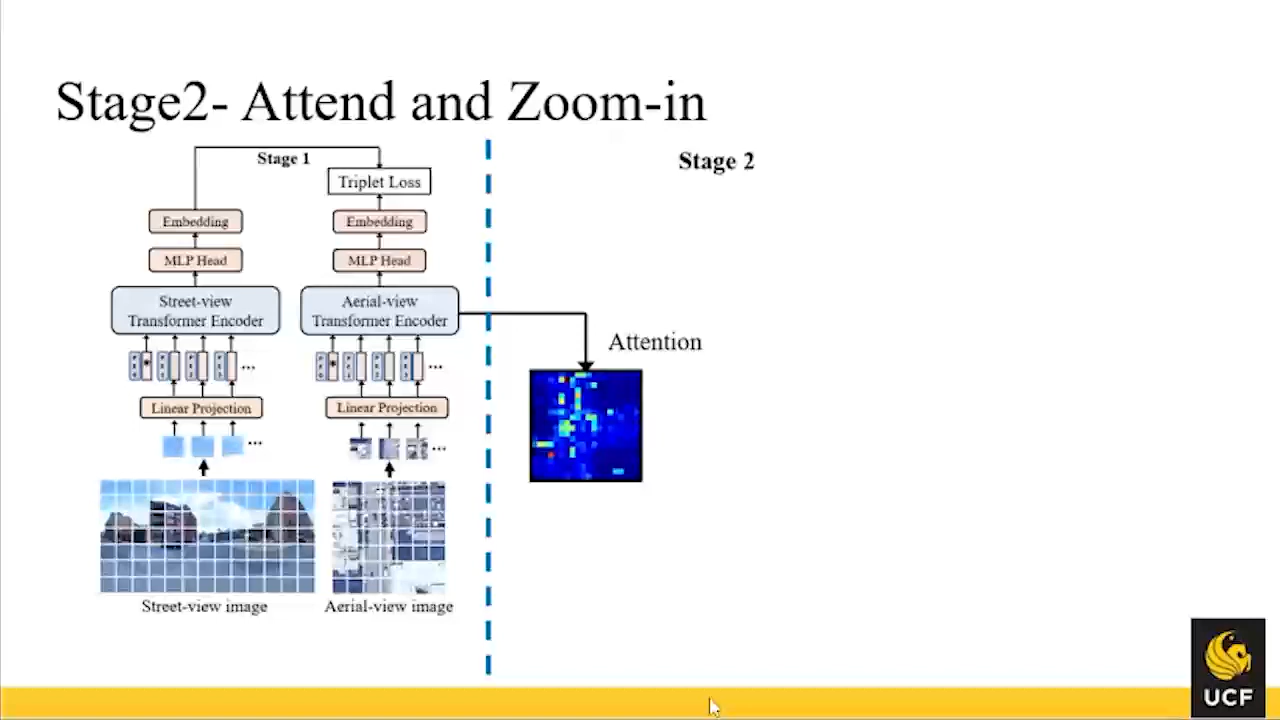 Stage2- Attend and Zoom-in
Stage 1
Stage 2
Triplet Loss
Embedding
Embedding
MLP Head
MLP Head
Street-view
Transformer Encoder
Aerial-view
Transformer Encoder
Attention
...
...
Linear Projection
Linear Projection
...
...
Street-view image
Aerial-view image
UCF